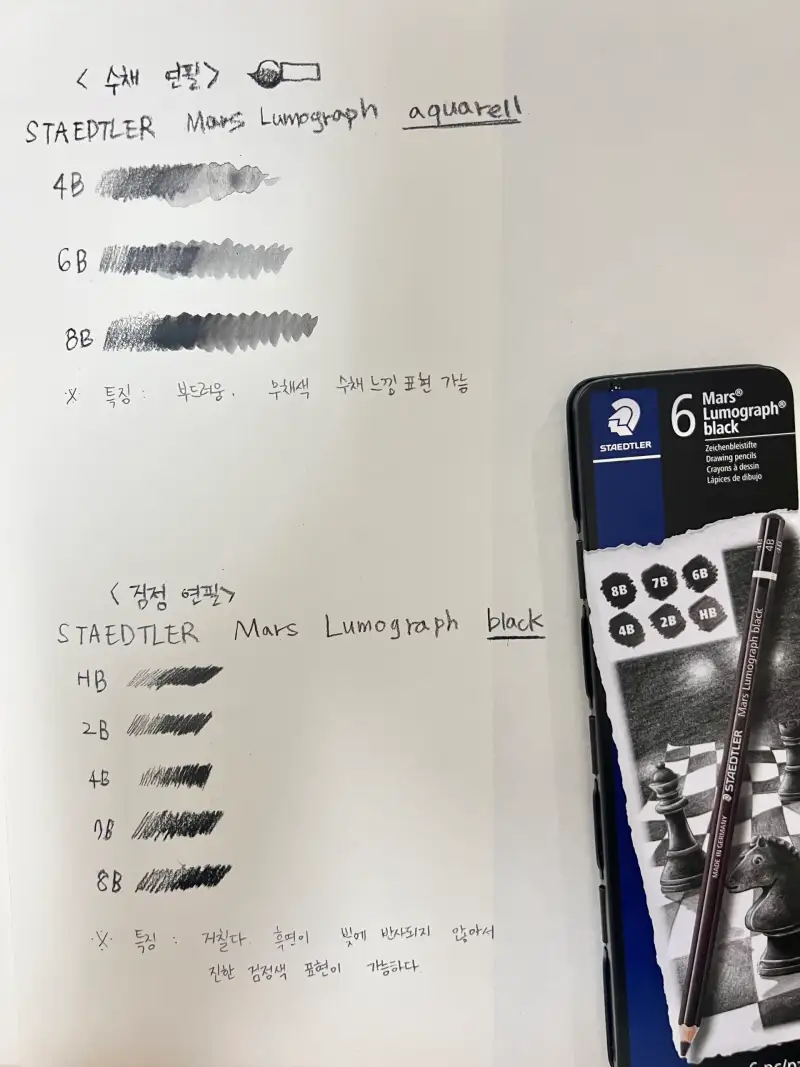 < 수채 연필>
STAEDTLER Mars Lumograph aquarell
4B
6B
8B
※ 특징 : 부드러움. 무채색 수채느낌 표현 가능
<검정 연필>
STAEDTLER Mars Lumograph black
HB
2B
4B
7B
8B
※ 특징 : 거칠다. 흑연이 빛에 반사되지 않아서
진한 검정색 표현이 가능하다.
STAEDTLER
6 Mars® Lumograph® black
Zeichenbleistifte
Drawing pencils
Crayons à dessin
Lápices de dibujo
8B 7B 6B
4B 2B HB
4B
MADE IN GERMANY STAEDTLER Mars Lumograph black